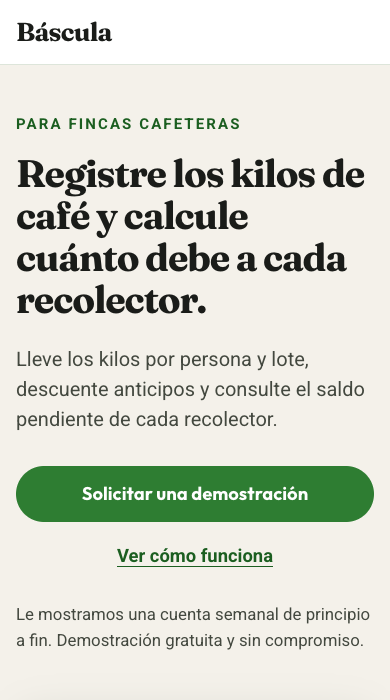 Báscula
PARA FINCAS CAFETERAS
Registre los kilos de
café y calcule
cuánto debe a cada
recolector.
Lleve los kilos por persona y lote,
descuente anticipos y consulte el saldo
pendiente de cada recolector.
Solicitar una demostración
Ver cómo funciona
Le mostramos una cuenta semanal de principio
a fin. Demostración gratuita y sin compromiso.